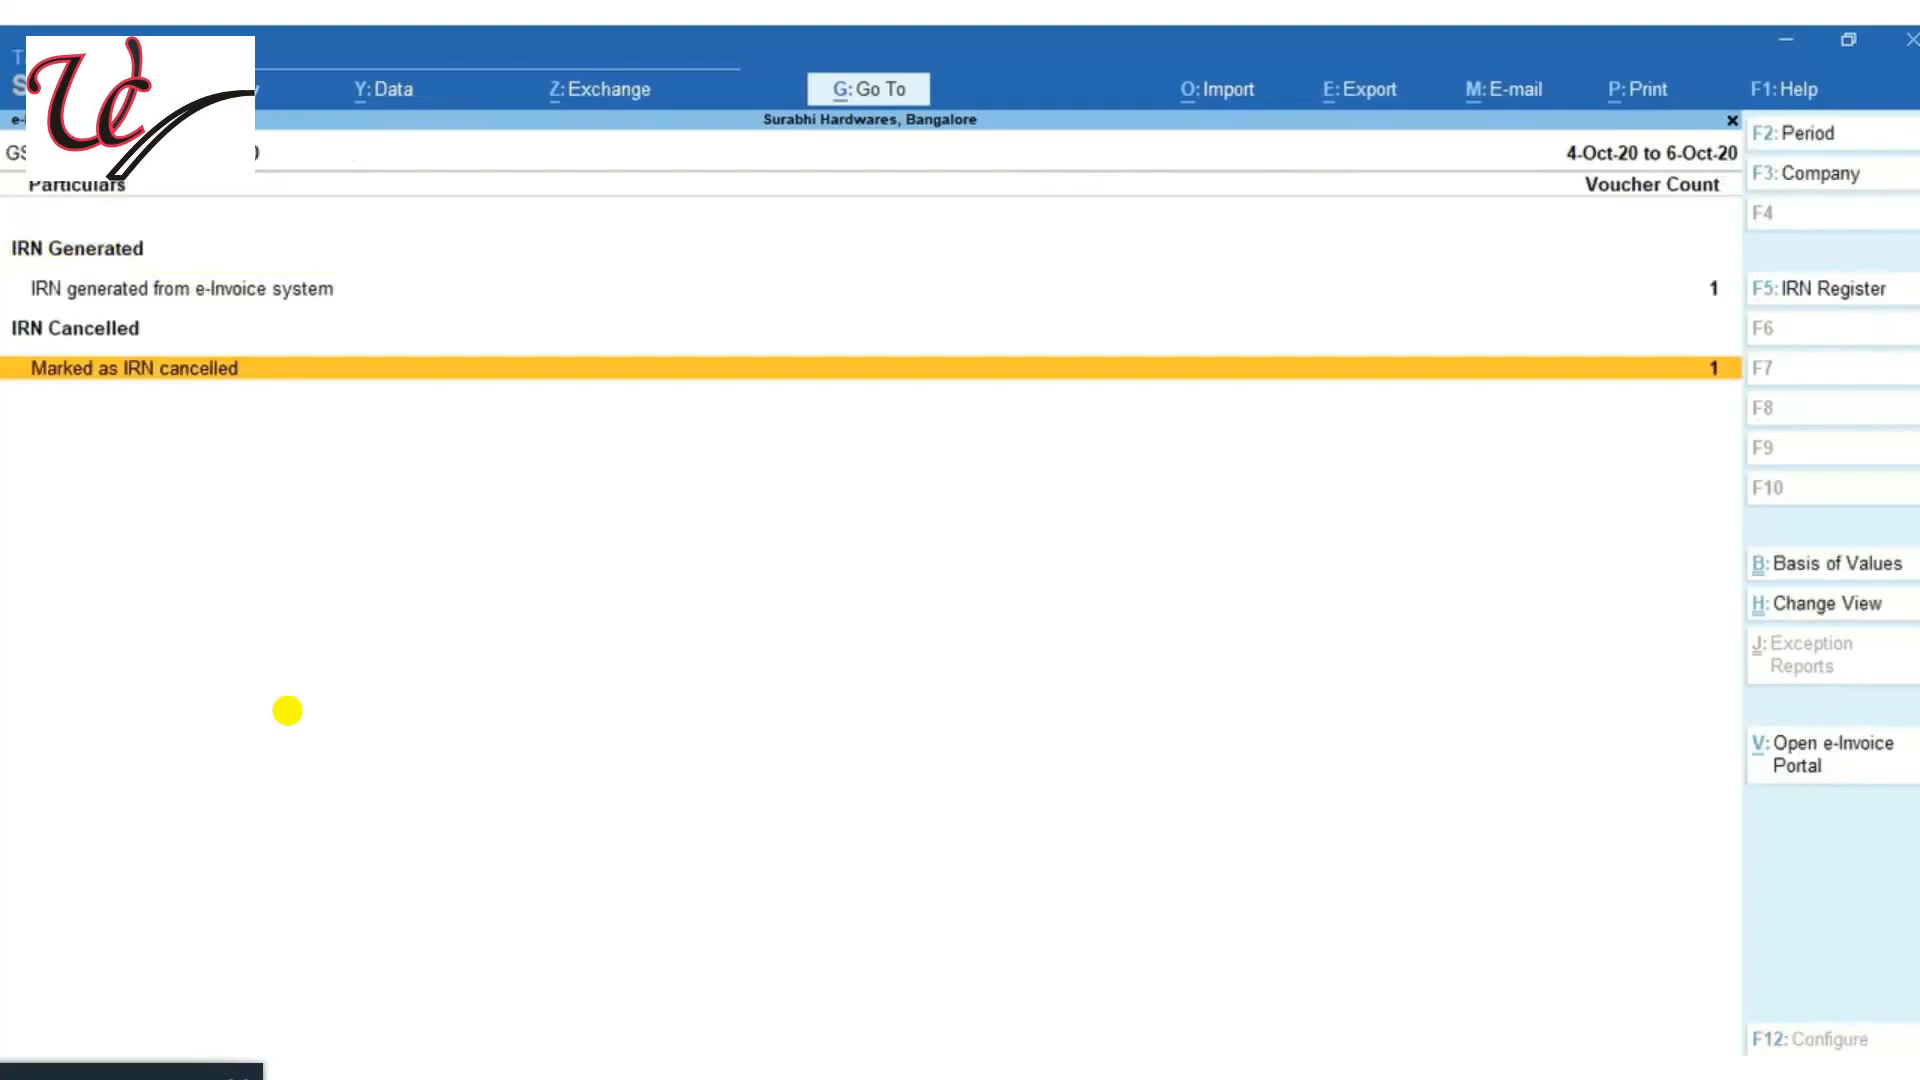 Y: Data
Z: Exchange
G: Go To
O: Import
E: Export
M: E-mail
P: Print
F1: Help
Surabhi Hardwares, Bangalore
4-Oct-20 to 6-Oct-20
Particulars
Voucher Count
IRN Generated
IRN generated from e-Invoice system 1
IRN Cancelled
Marked as IRN cancelled 1
F2: Period
F3: Company
F4
F5: IRN Register
F6
F7
F8
F9
F10
B: Basis of Values
H: Change View
J: Exception
Reports
V: Open e-Invoice
Portal
F12: Configure